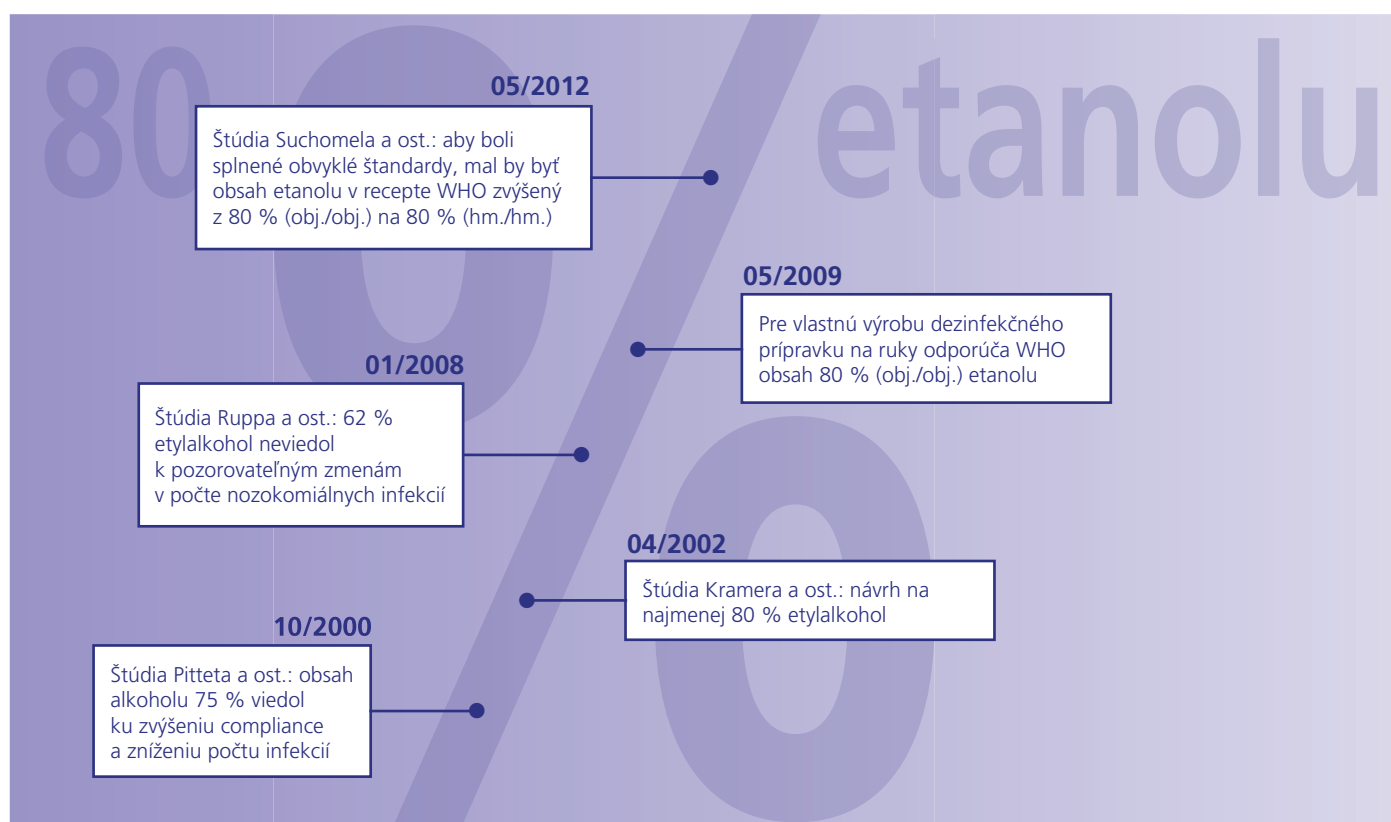 80
etanolu
05/2012
Štúdia Suchomela a ost.: aby boli
splnené obvyklé štandardy, mal by byť
obsah etanolu v recepte WHO zvýšený
z 80 % (obj./obj.) na 80 % (hm./hm.)
05/2009
Pre vlastnú výrobu dezinfekčného
prípravku na ruky odporúča WHO
obsah 80 % (obj./obj.) etanolu
01/2008
Štúdia Ruppa a ost.: 62 %
etylalkohol neviedol
k pozorovateľným zmenám
v počte nozokomiálnych infekcií
%
04/2002
Štúdia Kramera a ost.: návrh na
najmenej 80 % etylalkohol
10/2000
Štúdia Pitteta a ost.: obsah
alkoholu 75 % viedol
ku zvýšeniu compliance
a zníženiu počtu infekcií